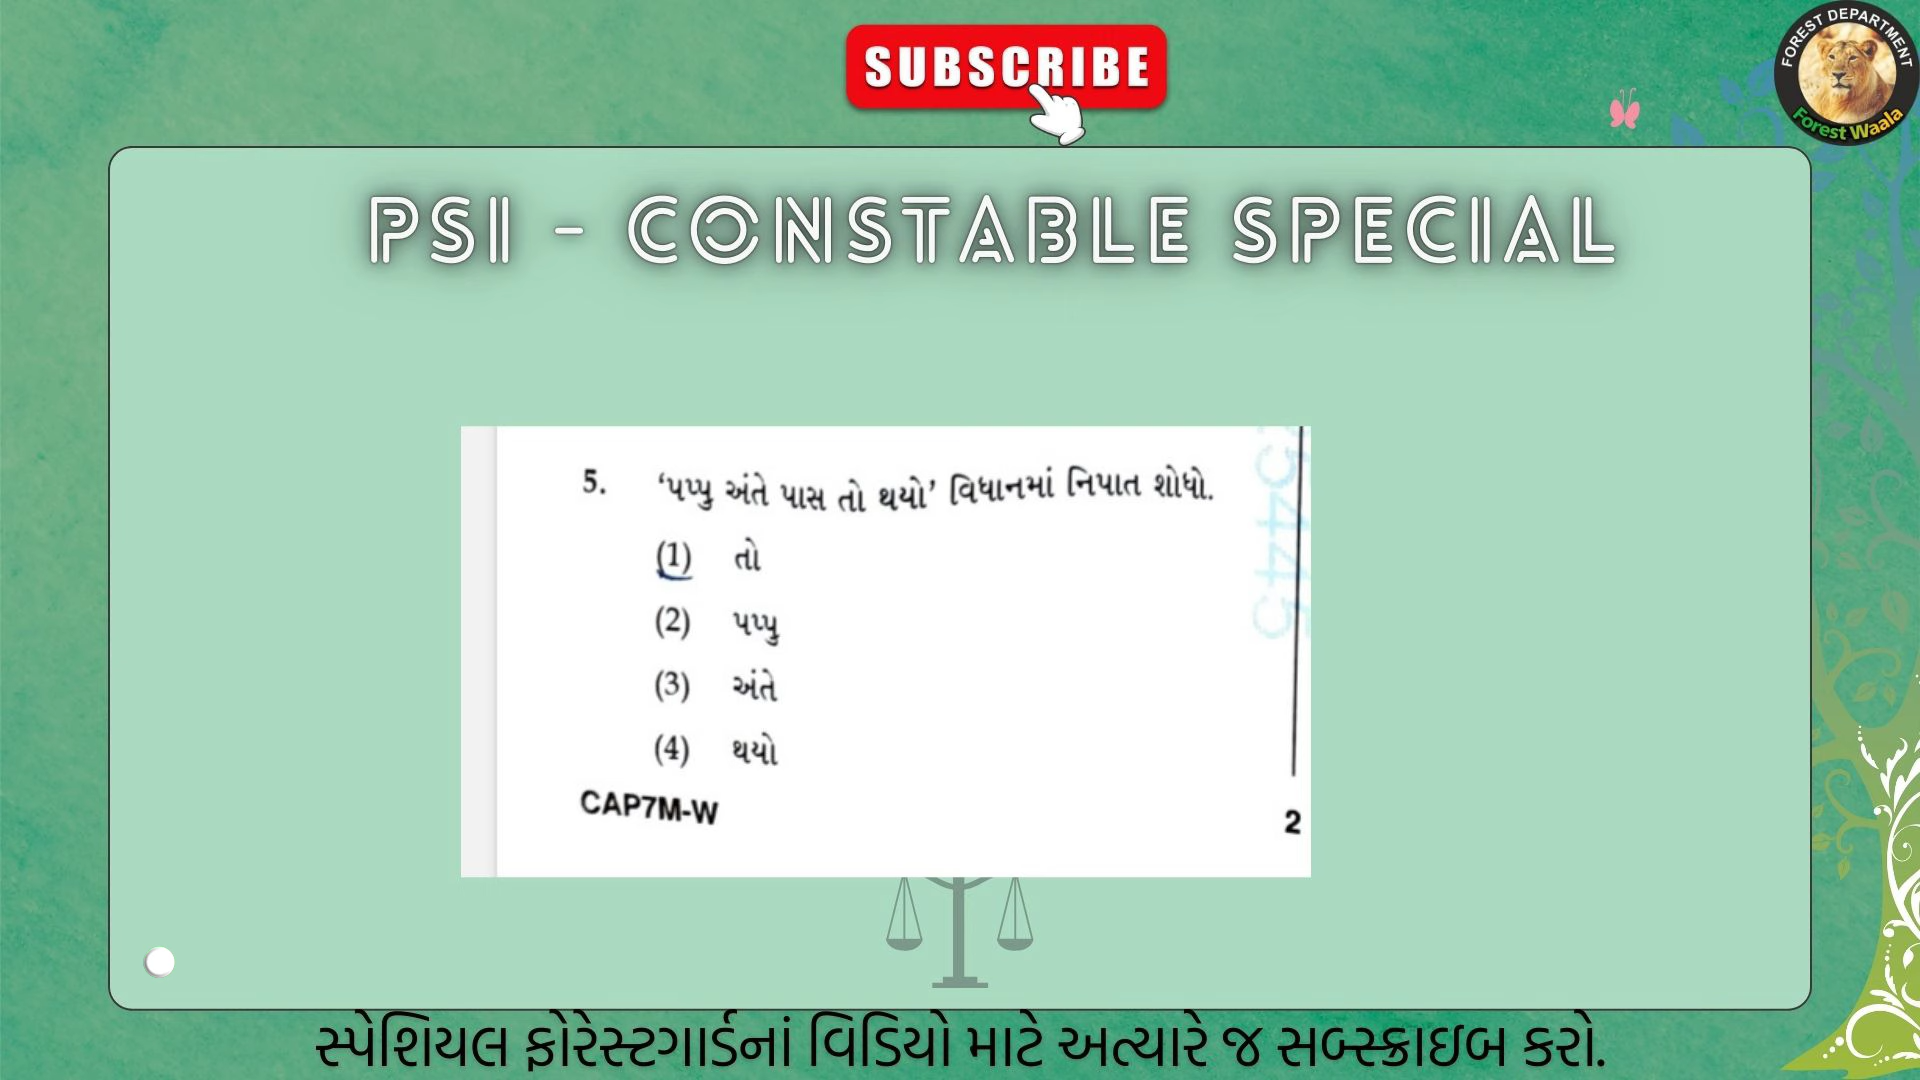 SUBSCRIBE
FOREST DEPARTMENT
Forest Waala
PSI - CONSTABLE SPECIAL
5. ‘પપ્પુ અંતે પાસ તો થયો’ વિધાનમાં નિપાત શોધો.
(1) તો
(2) પપ્પુ
(3) અંતે
(4) થયો
CAP7M-W
2
સ્પેશિયલ ફોરેસ્ટગાર્ડનાં વિડિયો માટે અત્યારે જ સબ્સ્ક્રાઇબ કરો.